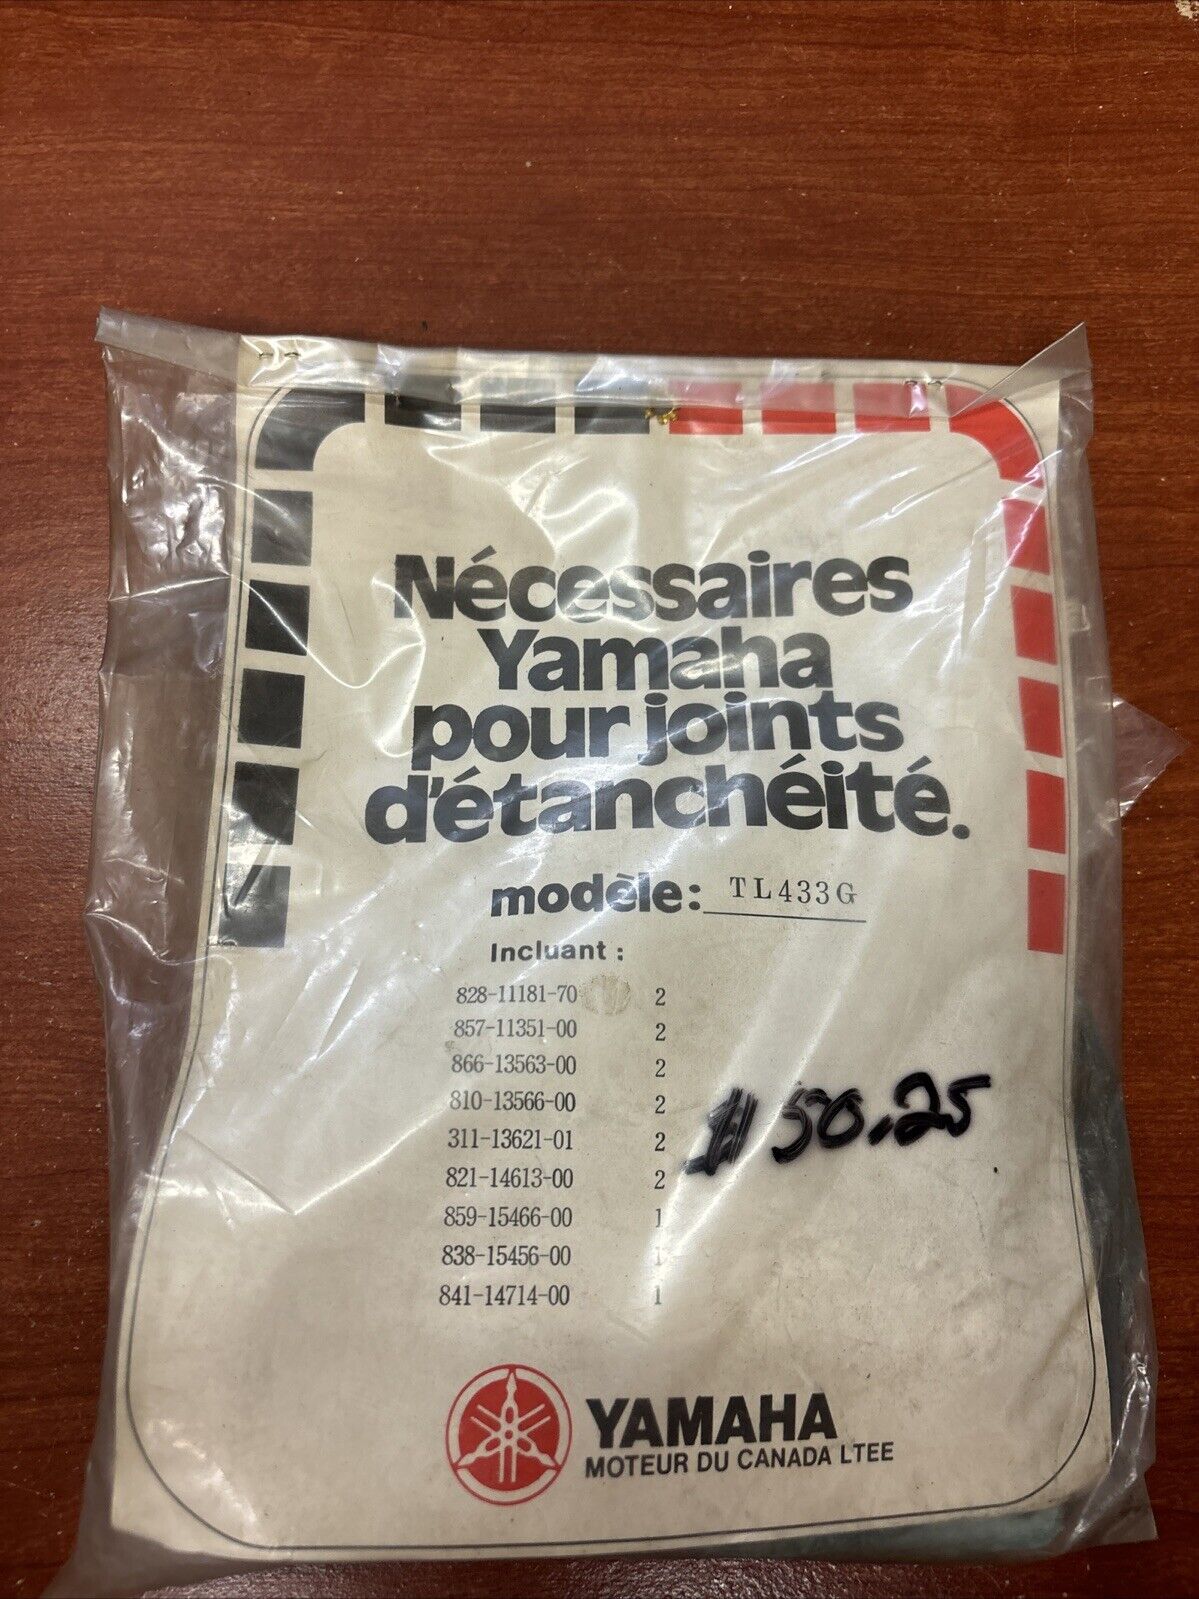 Nécessaires
Yamaha
pour joints
d'étanchéité.
modèle: TL433G
Incluant :
828-11181-70 2
857-11351-00 2
866-13563-00 2
810-13566-00 2
311-13621-01 2
821-14613-00 2
859-15466-00 1
838-15456-00 1
841-14714-00 1
$50.25
YAMAHA
MOTEUR DU CANADA LTEE